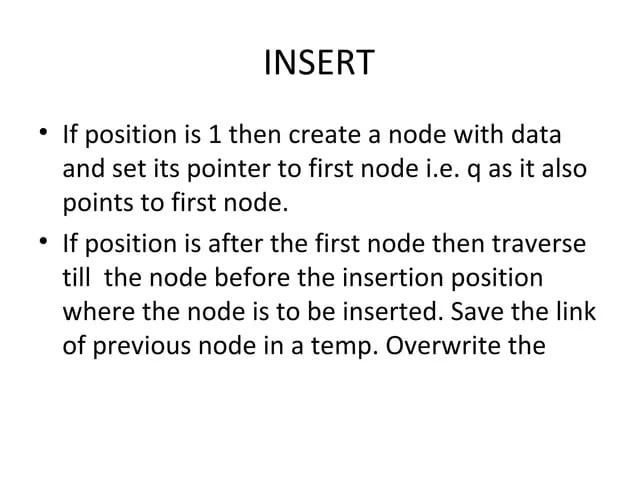 INSERT
• If position is 1 then create a node with data
and set its pointer to first node i.e. q as it also
points to first node.
• If position is after the first node then traverse
till  the node before the insertion position
where the node is to be inserted. Save the link
of previous node in a temp. Overwrite the